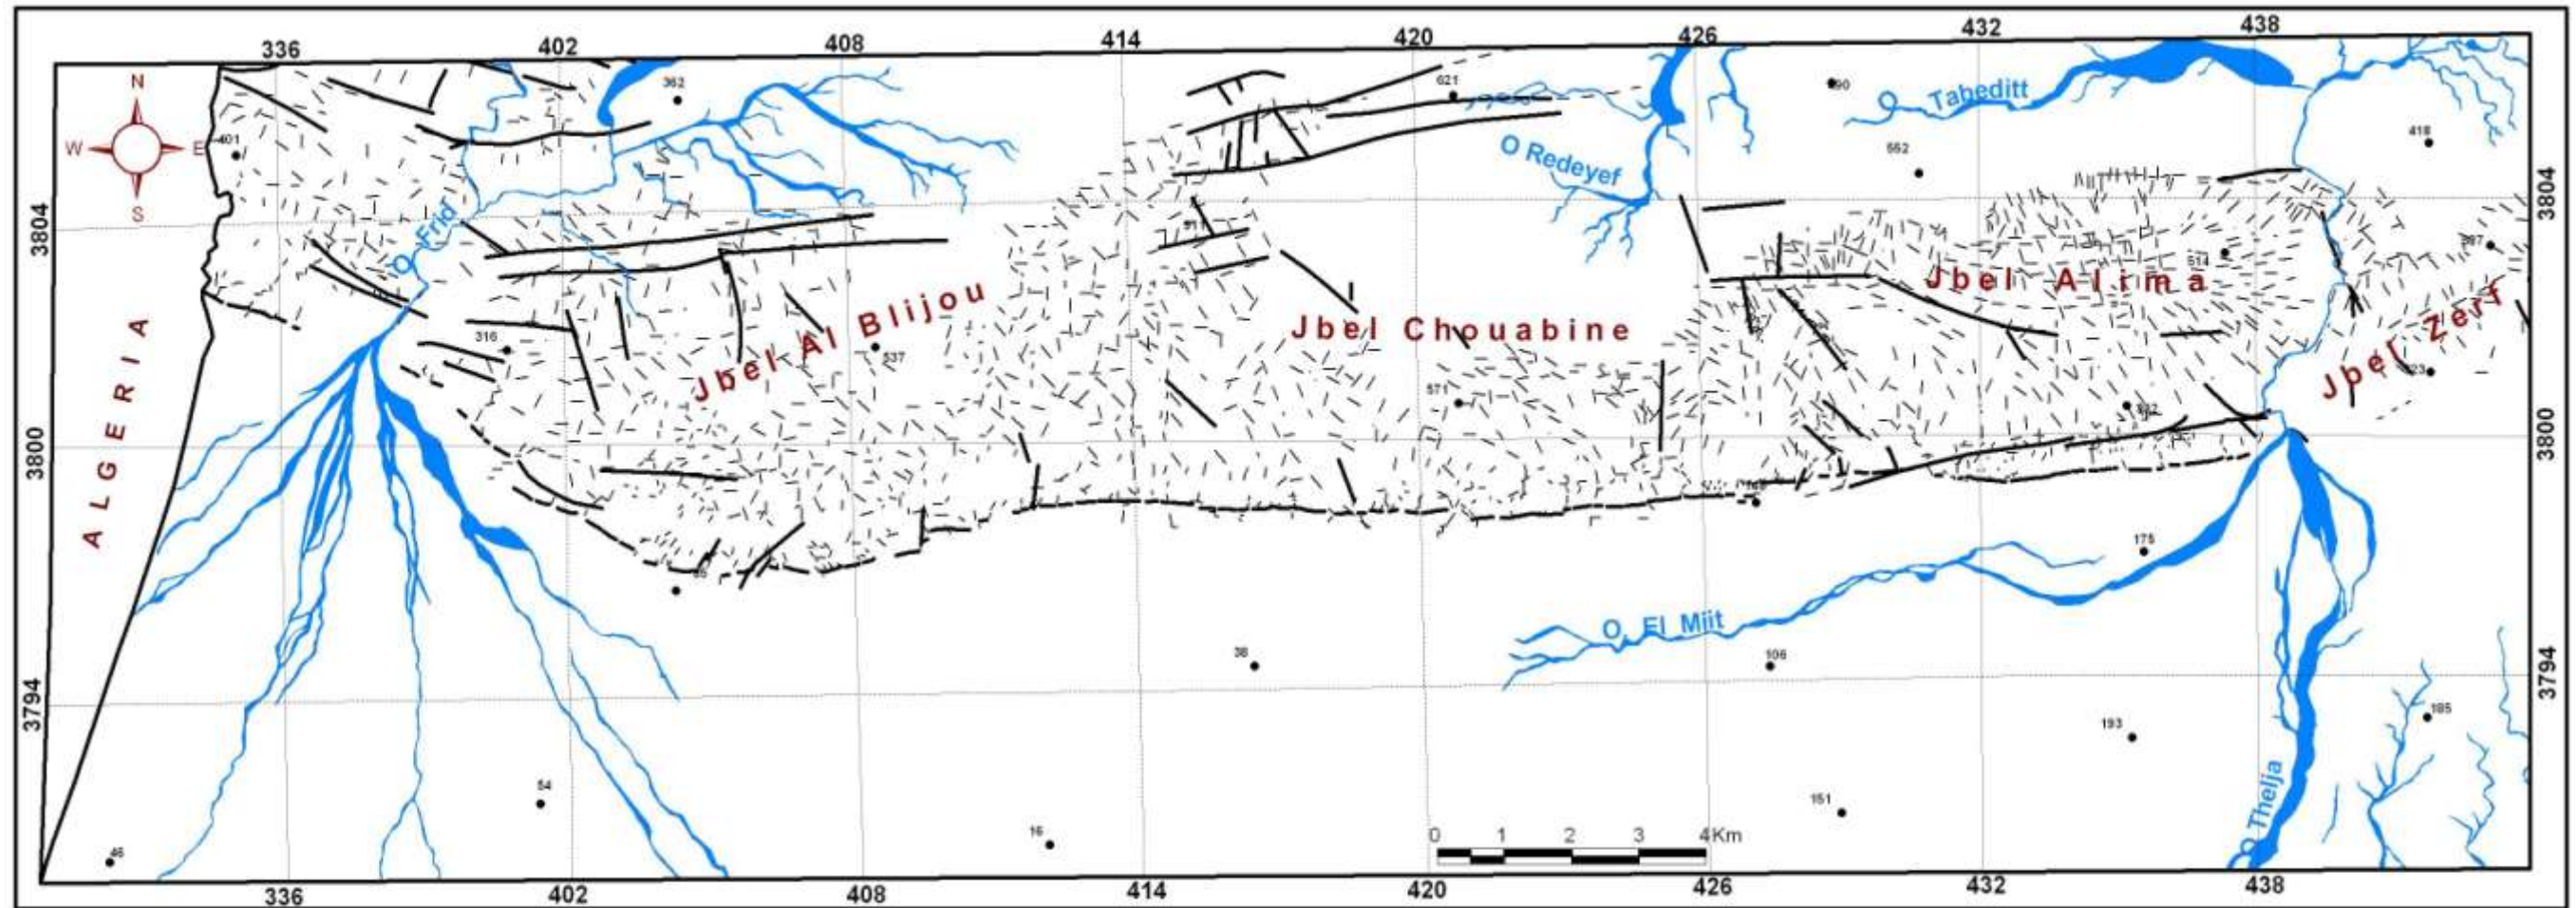 336 402 408 414 420 426 432 438
N
W E
S
362
621
90
Tabeditt
401
418
552
O Redeyef
3804
3804
O Frid
514
Jbel Alima
Jbel Zerf
Jbel Al Blijou
Jbel Chouabine
316
537
571
ALGERIA
3800
3800
175
O, El Miit
38
106
3794
3794
193
185
54
16
151
46
0 1 2 3 4Km
O Thelja
336 402 408 414 420 426 432 438